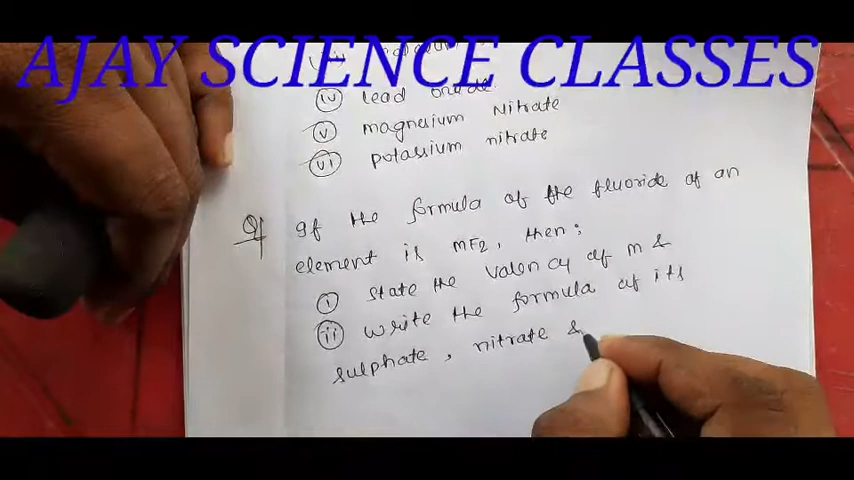 AJAY SCIENCE CLASSES
iv lead oxide
v magnesium Nitrate
vi potassium nitrate
Q If the formula of the fluoride of an
element is MF2, then;
i state the valency of m &
ii write the formula of its
sulphate, nitrate &